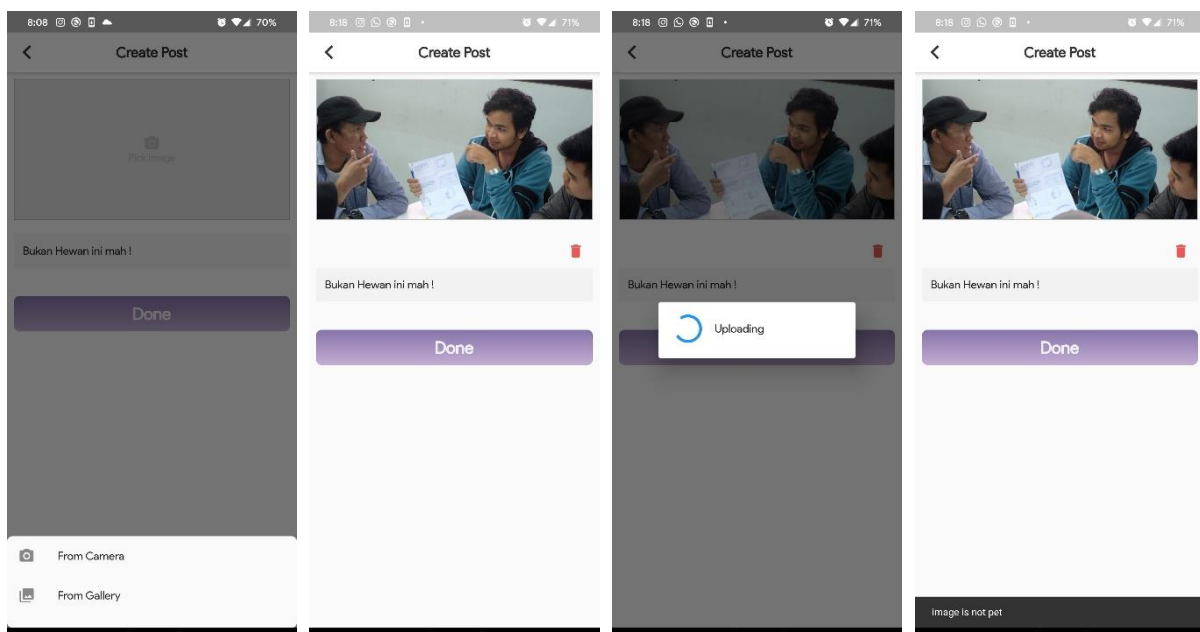 8:08 70%
Create Post
Pick Image
Bukan Hewan ini mah !
Done
From Camera
From Gallery
8:18 71%
Create Post
Bukan Hewan ini mah !
Done
8:18 71%
Create Post
Bukan Hewan ini mah !
Uploading
8:18 71%
Create Post
Bukan Hewan ini mah !
Done
image is not pet